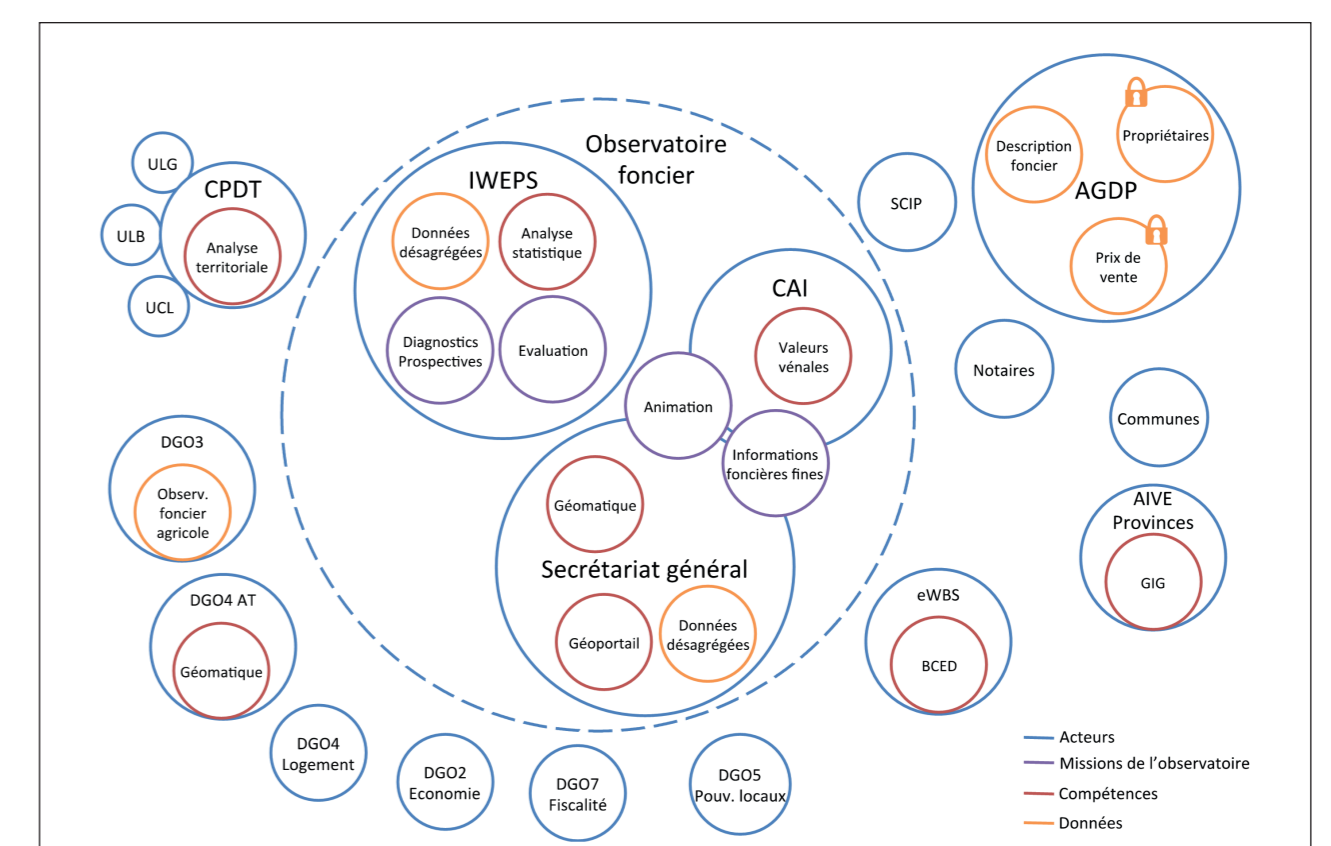 Observatoire
foncier
ULG
CPDT
ULB
Analyse
territoriale
UCL
IWEPS
Données
désagrégées
Analyse
statistique
Diagnostics
Prospectives
Evaluation
SCIP
Description
foncier
Propriétaires
AGDP
Prix de
vente
CAI
Valeurs
vénales
Animation
Informations
foncières fines
Notaires
Communes
DGO3
Observ.
foncier
agricole
Géomatique
Secrétariat général
Géoportail
Données
désagrégées
AIVE
Provinces
GIG
DGO4 AT
Géomatique
eWBS
BCED
DGO4
Logement
DGO2
Economie
DGO7
Fiscalité
DGO5
Pouv. locaux
Acteurs
Missions de l’observatoire
Compétences
Données